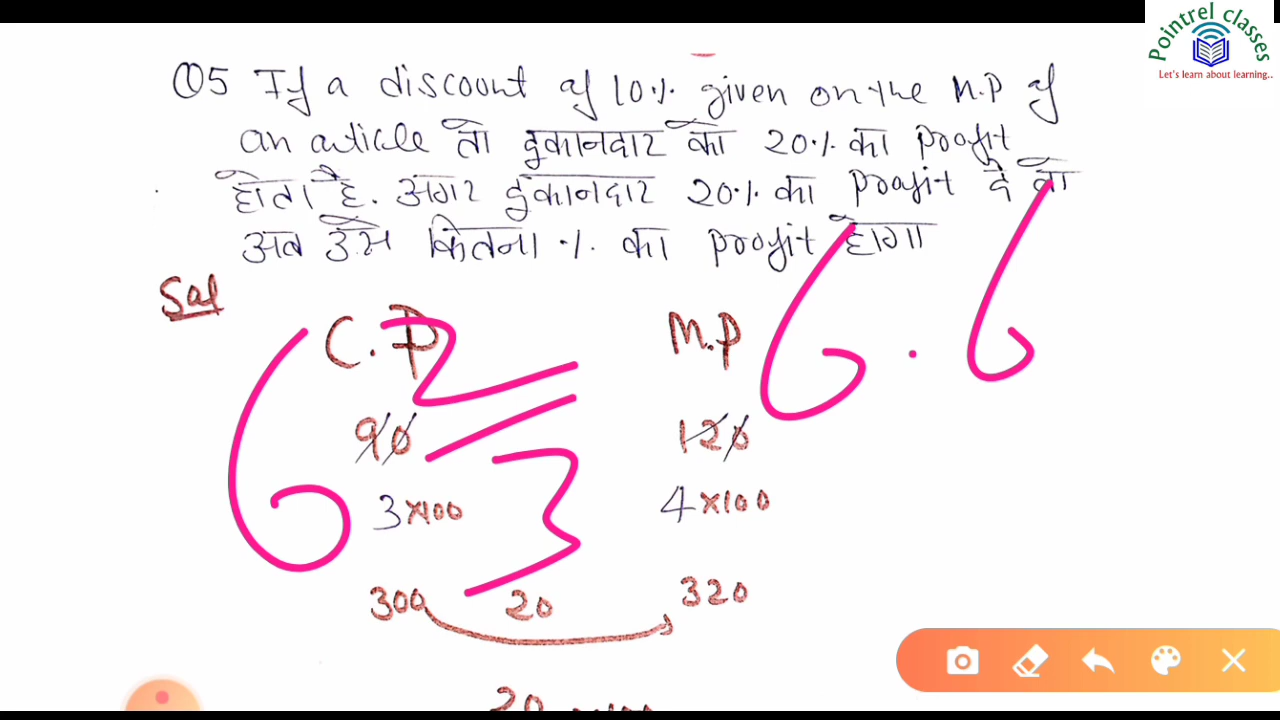 Pointrel classes
Let's learn about learning..
Q5 If a discount of 10% given on the M.P of
an article तो दुकानदार को 20% का profit
होता है. अगर दुकानदार 20% का profit दे तो
अब उसे कितना % का profit होगा
Sol
C.P M.P
90 120
3×100 4×100
300 20 320
6 2/3 6.6
20